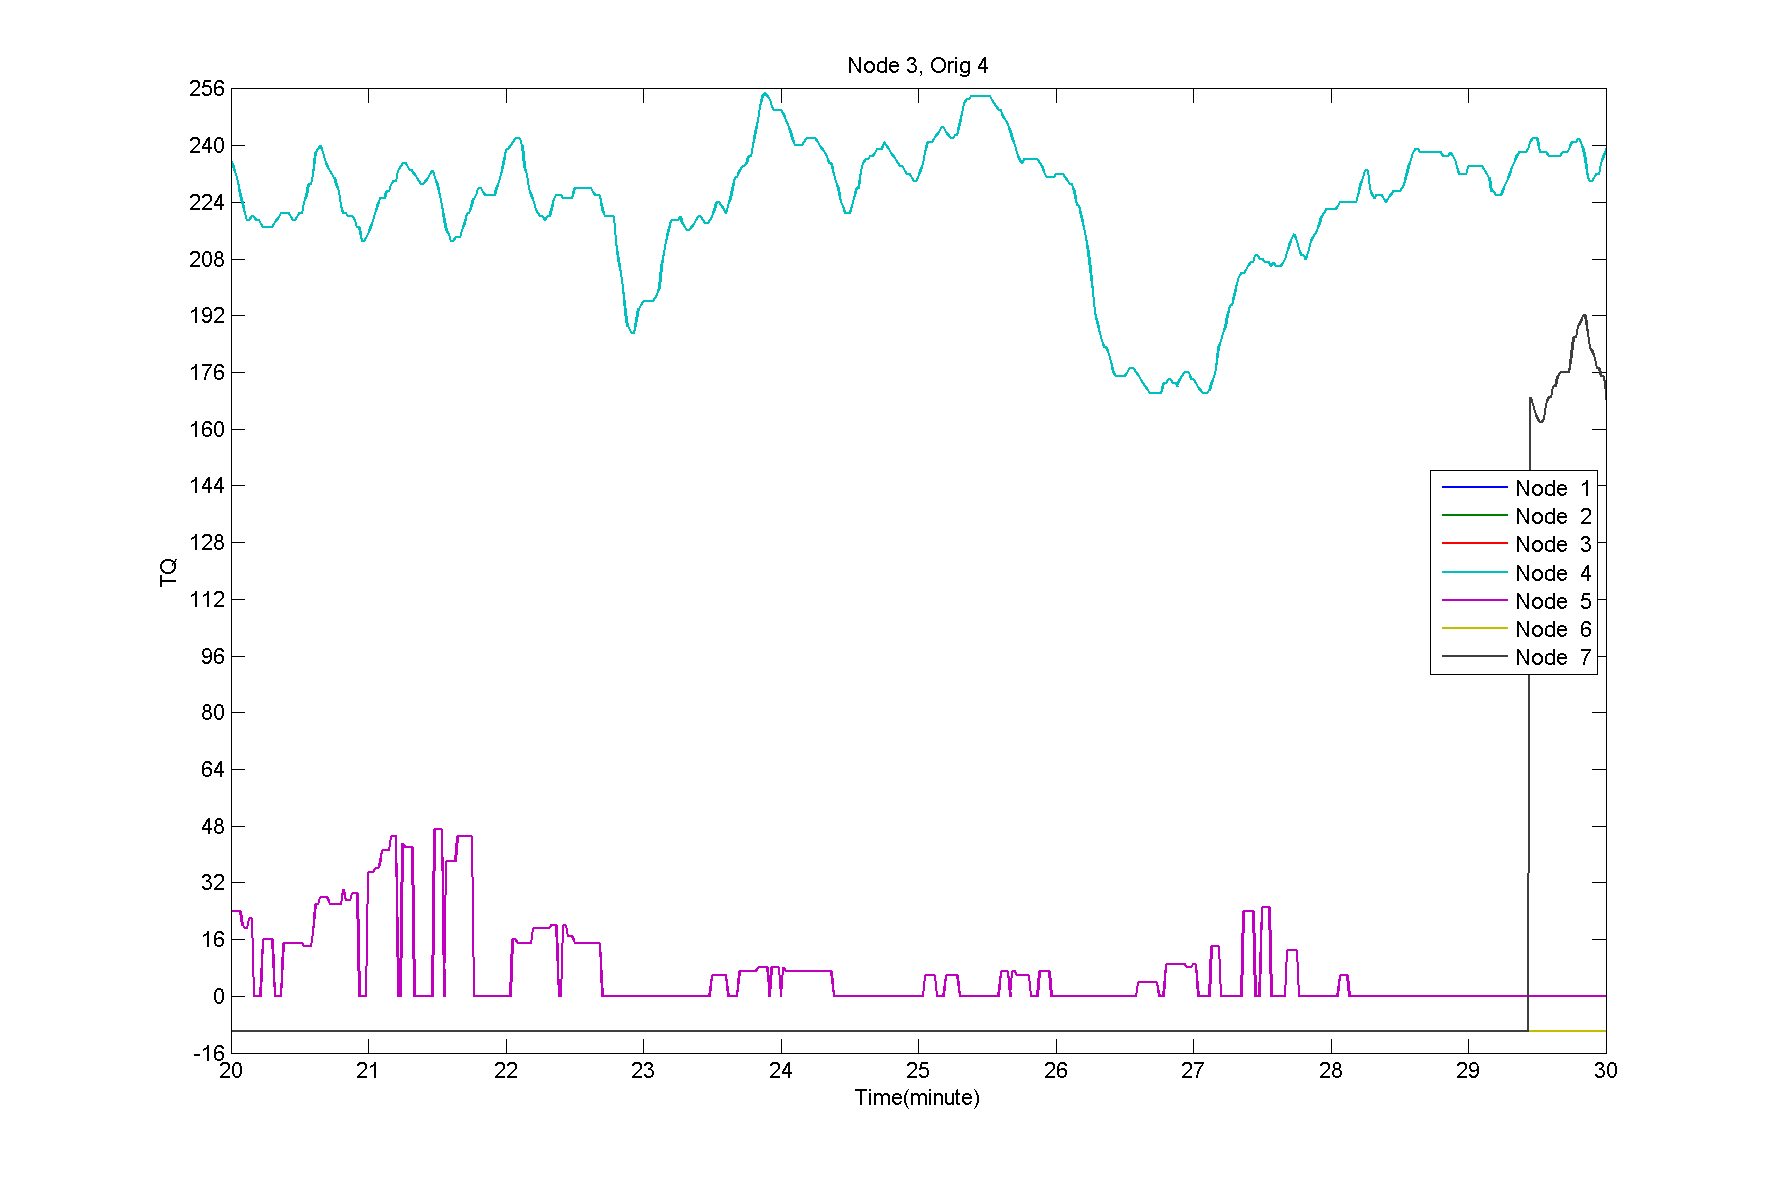 Node 3, Orig 4
256
240
224
208
192
176
160
144
128
112
96
80
64
48
32
16
0
-16
TQ
Node 1
Node 2
Node 3
Node 4
Node 5
Node 6
Node 7
20 21 22 23 24 25 26 27 28 29 30
Time(minute)